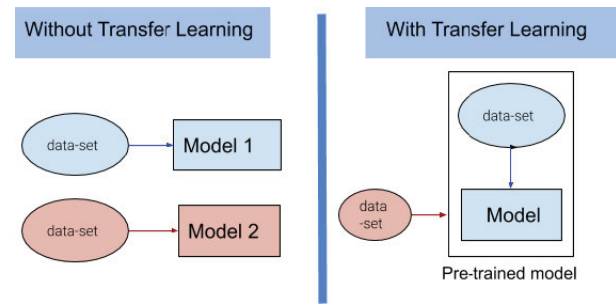 Without Transfer Learning
With Transfer Learning
data-set
Model 1
data-set
Model 2
data-set
data
-set
Model
Pre-trained model